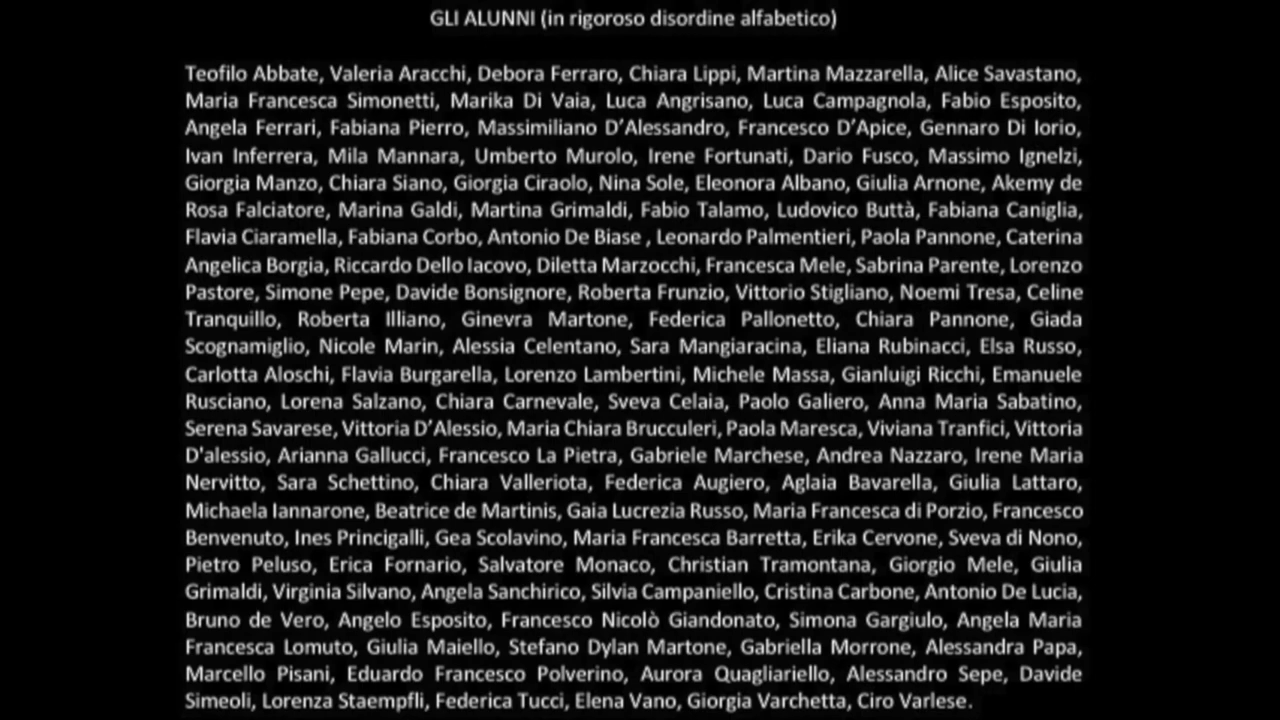 GLI ALUNNI (in rigoroso disordine alfabetico)
Teofilo Abbate, Valeria Aracchi, Debora Ferraro, Chiara Lippi, Martina Mazzarella, Alice Savastano,
Maria Francesca Simonetti, Marika Di Vaia, Luca Angrisano, Luca Campagnola, Fabio Esposito,
Angela Ferrari, Fabiana Pierro, Massimiliano D’Alessandro, Francesco D’Apice, Gennaro Di Iorio,
Ivan Inferrera, Mila Mannara, Umberto Murolo, Irene Fortunati, Dario Fusco, Massimo Ignelzi,
Giorgia Manzo, Chiara Siano, Giorgia Ciraolo, Nina Sole, Eleonora Albano, Giulia Arnone, Akemy de
Rosa Falciatore, Marina Galdi, Martina Grimaldi, Fabio Talamo, Ludovico Buttà, Fabiana Caniglia,
Flavia Ciaramella, Fabiana Corbo, Antonio De Biase , Leonardo Palmentieri, Paola Pannone, Caterina
Angelica Borgia, Riccardo Dello Iacovo, Diletta Marzocchi, Francesca Mele, Sabrina Parente, Lorenzo
Pastore, Simone Pepe, Davide Bonsignore, Roberta Frunzio, Vittorio Stigliano, Noemi Tresa, Celine
Tranquillo, Roberta Illiano, Ginevra Martone, Federica Pallonetto, Chiara Pannone, Giada
Scognamiglio, Nicole Marin, Alessia Celentano, Sara Mangiaracina, Eliana Rubinacci, Elsa Russo,
Carlotta Aloschi, Flavia Burgarella, Lorenzo Lambertini, Michele Massa, Gianluigi Ricchi, Emanuele
Rusciano, Lorena Salzano, Chiara Carnevale, Sveva Celaia, Paolo Galiero, Anna Maria Sabatino,
Serena Savarese, Vittoria D’Alessio, Maria Chiara Brucculeri, Paola Maresca, Viviana Tranfici, Vittoria
D'alessio, Arianna Gallucci, Francesco La Pietra, Gabriele Marchese, Andrea Nazzaro, Irene Maria
Nervitto, Sara Schettino, Chiara Valleriota, Federica Augiero, Aglaia Bavarella, Giulia Lattaro,
Michaela Iannarone, Beatrice de Martinis, Gaia Lucrezia Russo, Maria Francesca di Porzio, Francesco
Benvenuto, Ines Principalli, Gea Scolavino, Maria Francesca Barretta, Erika Cervone, Sveva di Nono,
Pietro Peluso, Erica Fornario, Salvatore Monaco, Christian Tramontana, Giorgio Mele, Giulia
Grimaldi, Virginia Silvano, Angela Sanchirico, Silvia Campaniello, Cristina Carbone, Antonio De Lucia,
Bruno de Vero, Angelo Esposito, Francesco Nicolò Giandonato, Simona Gargiulo, Angela Maria
Francesca Lomuto, Giulia Maiello, Stefano Dylan Martone, Gabriella Morrone, Alessandra Papa,
Marcello Pisani, Eduardo Francesco Polverino, Aurora Quagliariello, Alessandro Sepe, Davide
Simeoli, Lorenza Staempfli, Federica Tucci, Elena Vano, Giorgia Varchetta, Ciro Varlese.